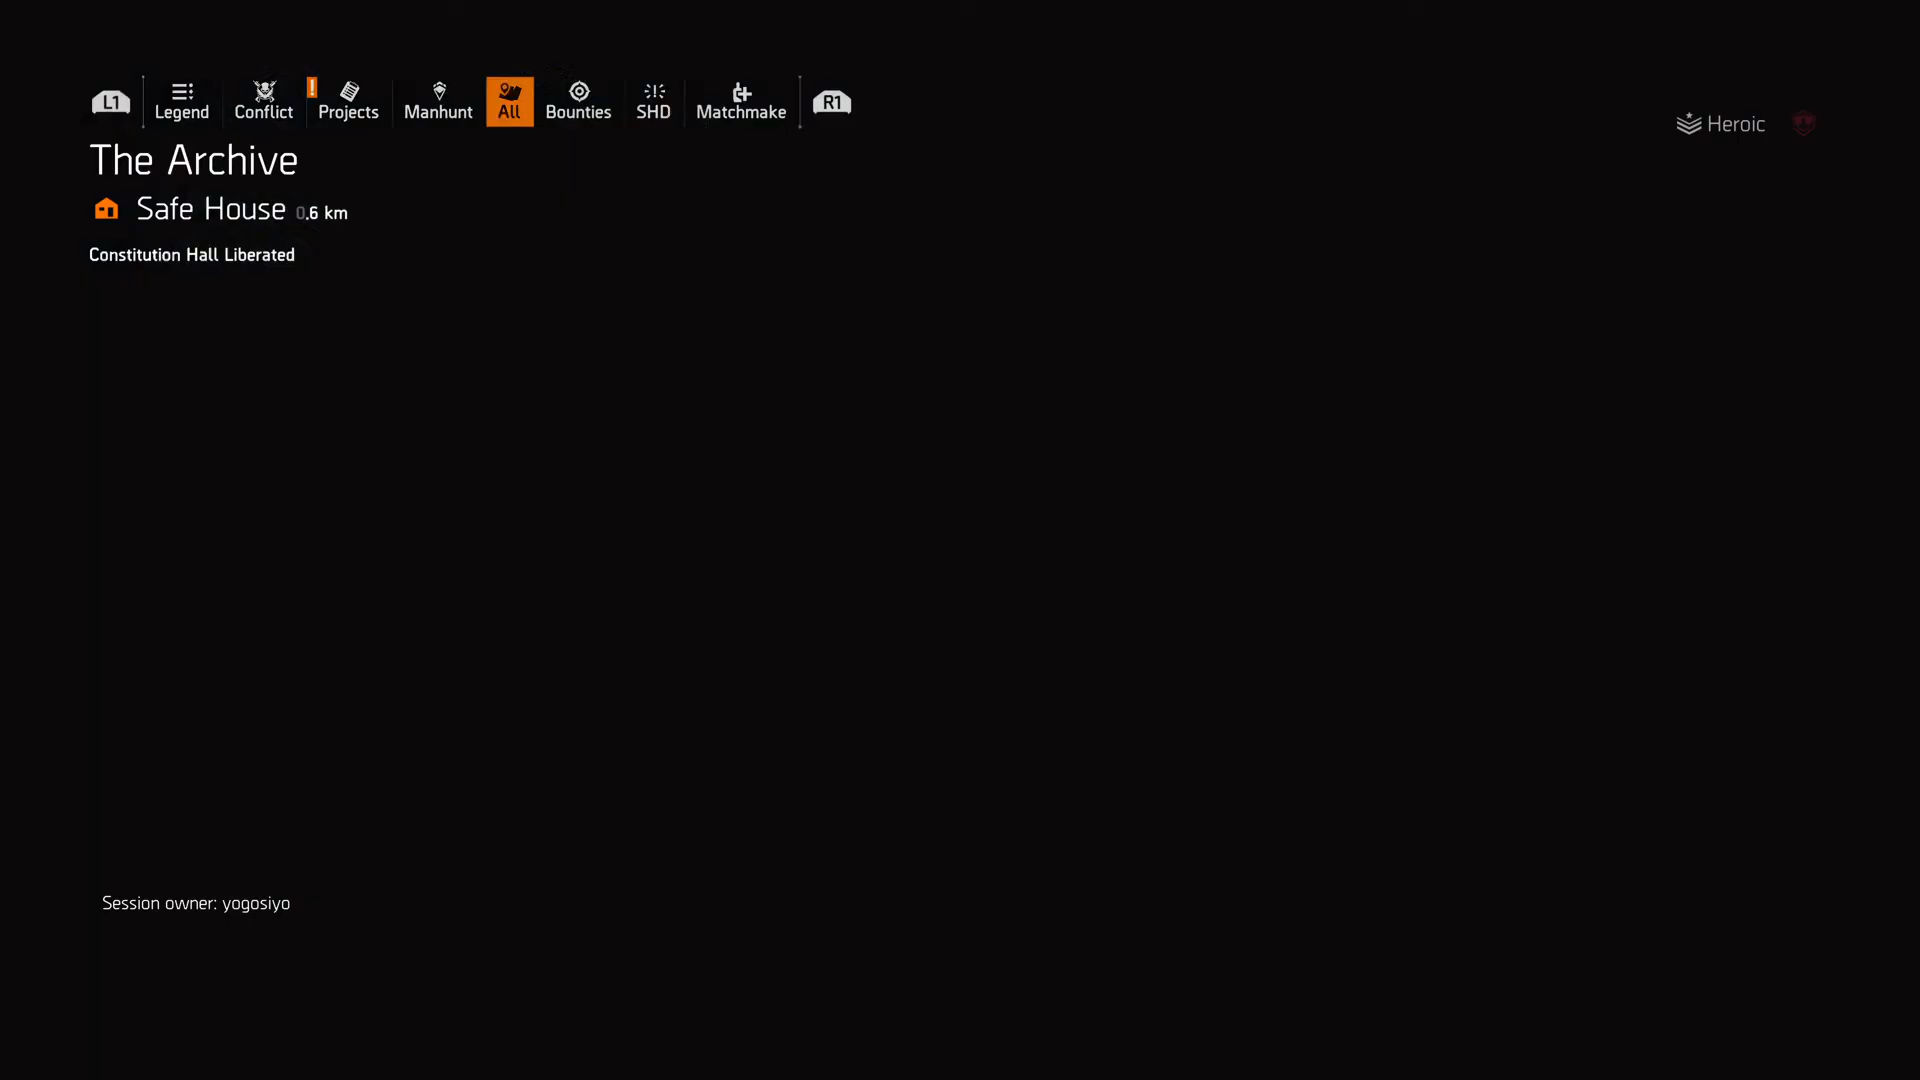 L1 Legend Conflict ! Projects Manhunt All Bounties SHD Matchmake R1
Heroic
The Archive
Safe House 0.6 km
Constitution Hall Liberated
Session owner: yogosiyo